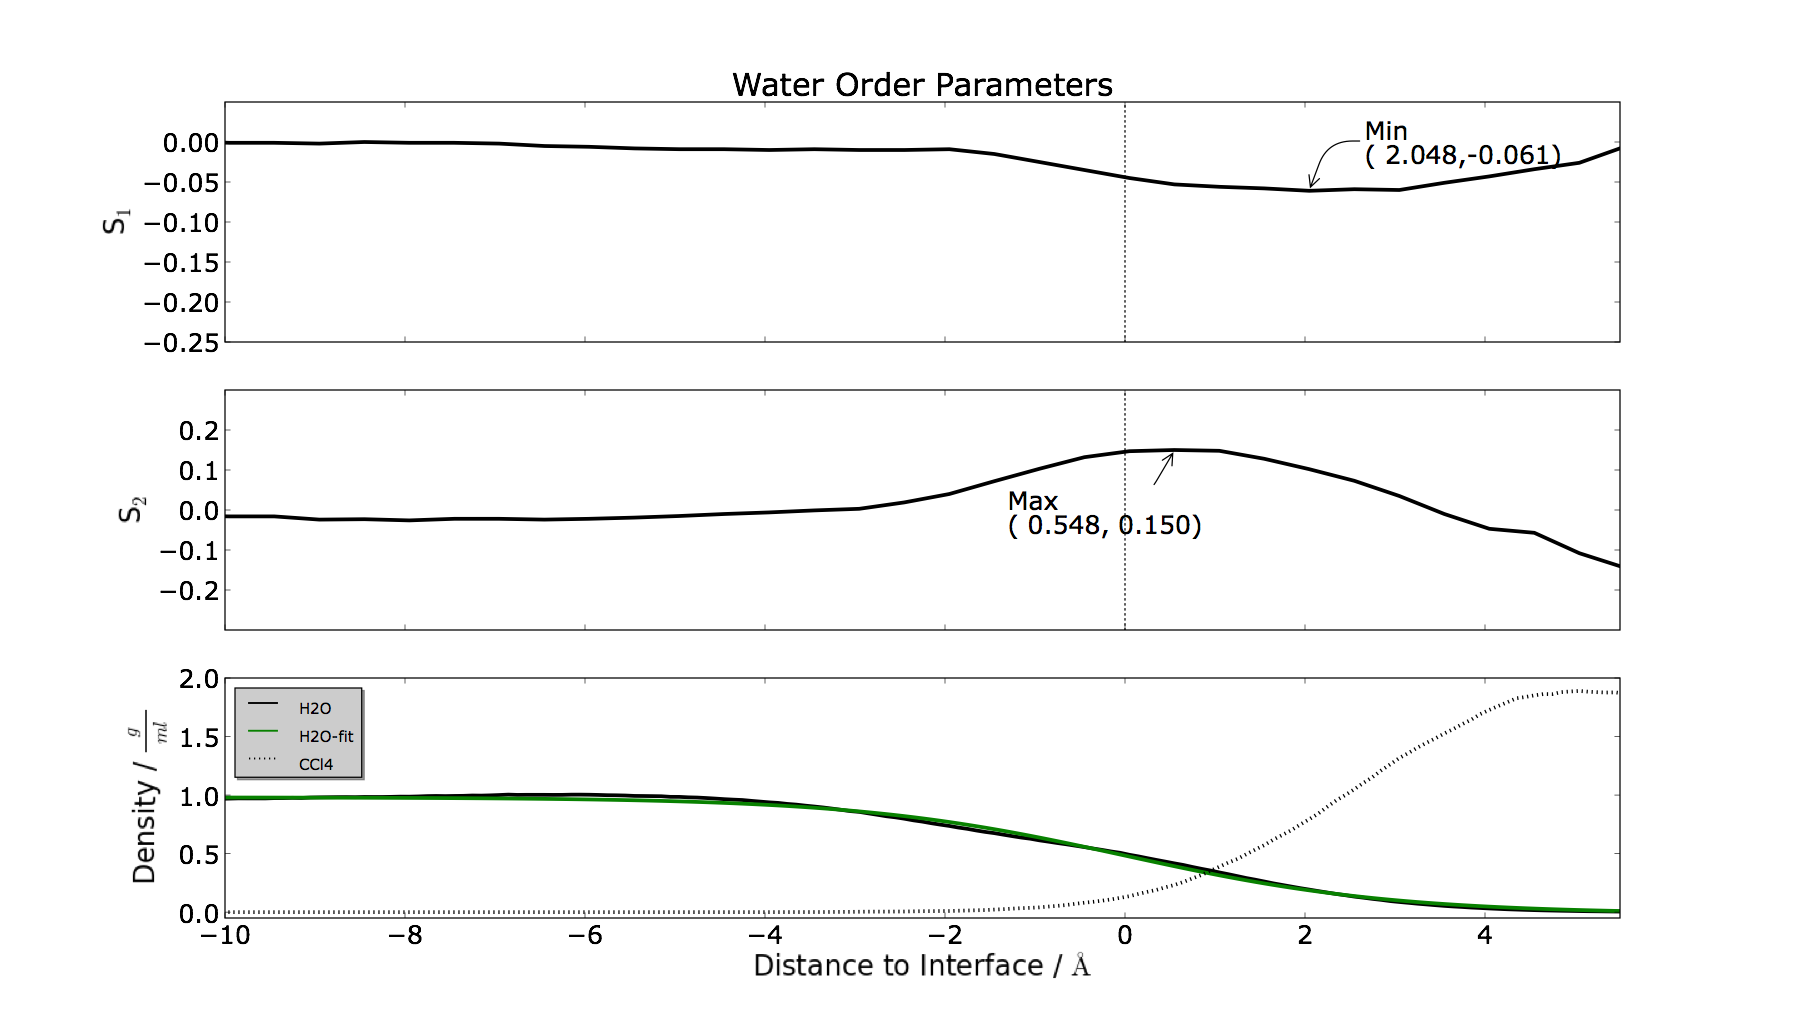 Water Order Parameters
0.00
−0.05
−0.10
−0.15
−0.20
−0.25
S1
Min
( 2.048,-0.061)
0.2
0.1
0.0
−0.1
−0.2
S2
Max
( 0.548, 0.150)
2.0
1.5
1.0
0.5
0.0
Density / g/ml
H2O
H2O-fit
CCl4
−10 −8 −6 −4 −2 0 2 4
Distance to Interface / Å